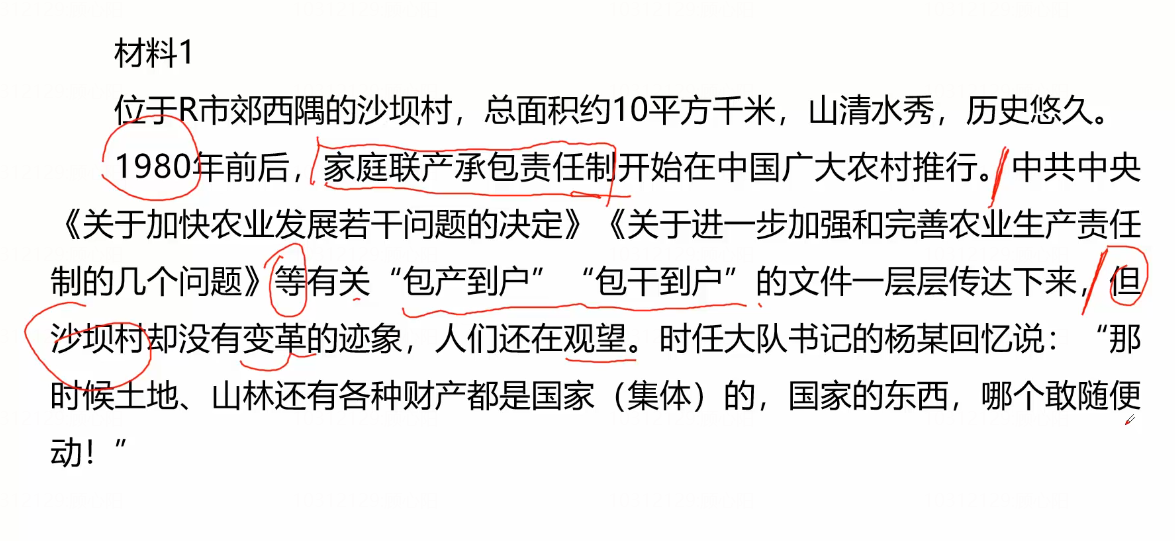 材料1
位于R市郊西隅的沙坝村，总面积约10平方千米，山清水秀，历史悠久。
1980年前后，家庭联产承包责任制开始在中国广大农村推行。中共中央
《关于加快农业发展若干问题的决定》《关于进一步加强和完善农业生产责任
制的几个问题》等有关“包产到户”“包干到户”的文件一层层传达下来，但
沙坝村却没有变革的迹象，人们还在观望。时任大队书记的杨某回忆说：“那
时候土地、山林还有各种财产都是国家（集体）的，国家的东西，哪个敢随便
动！”